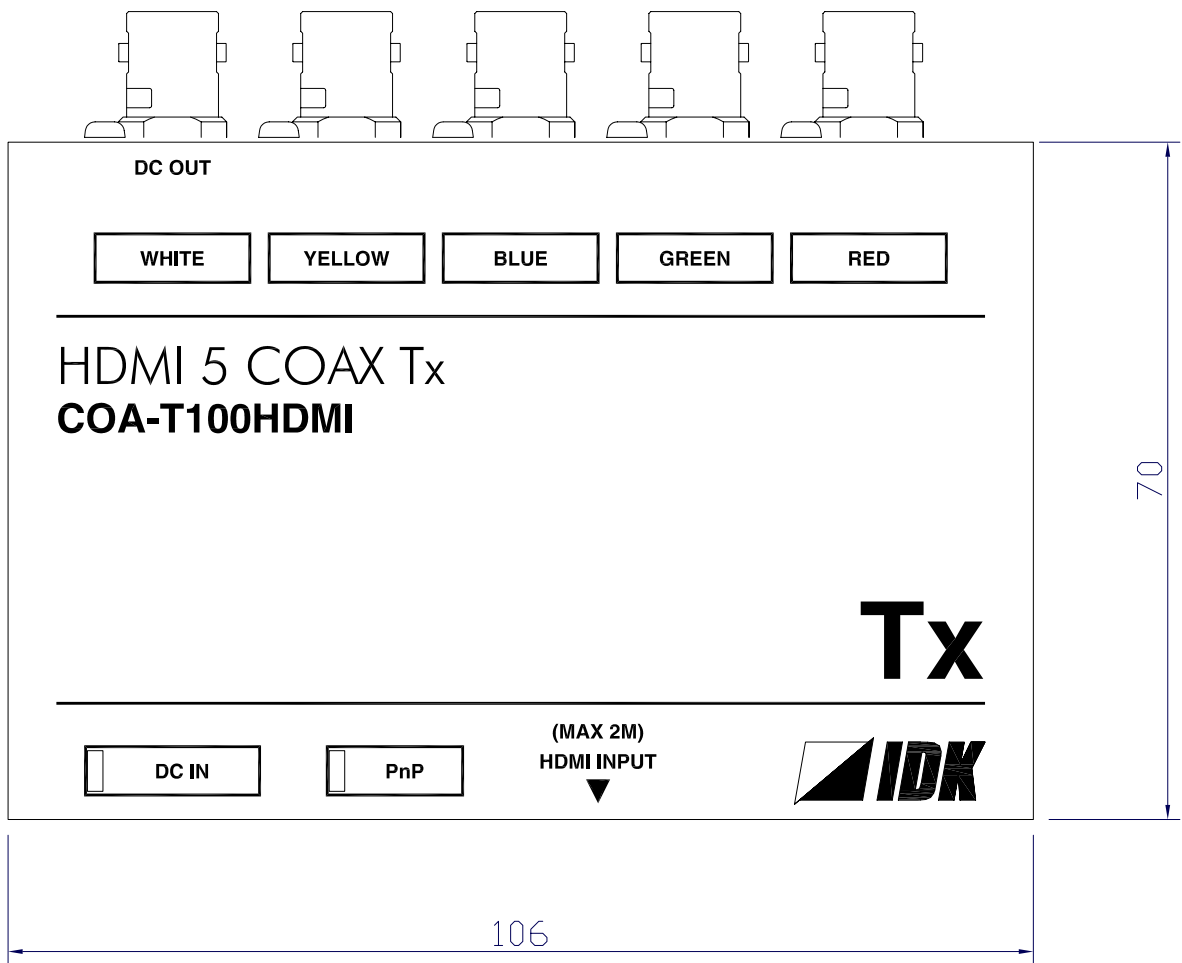 DC OUT
WHITE YELLOW BLUE GREEN RED
HDMI 5 COAX Tx
COA-T100HDMI
70
Tx
(MAX 2M)
DC IN PnP HDMI INPUT IDK
106